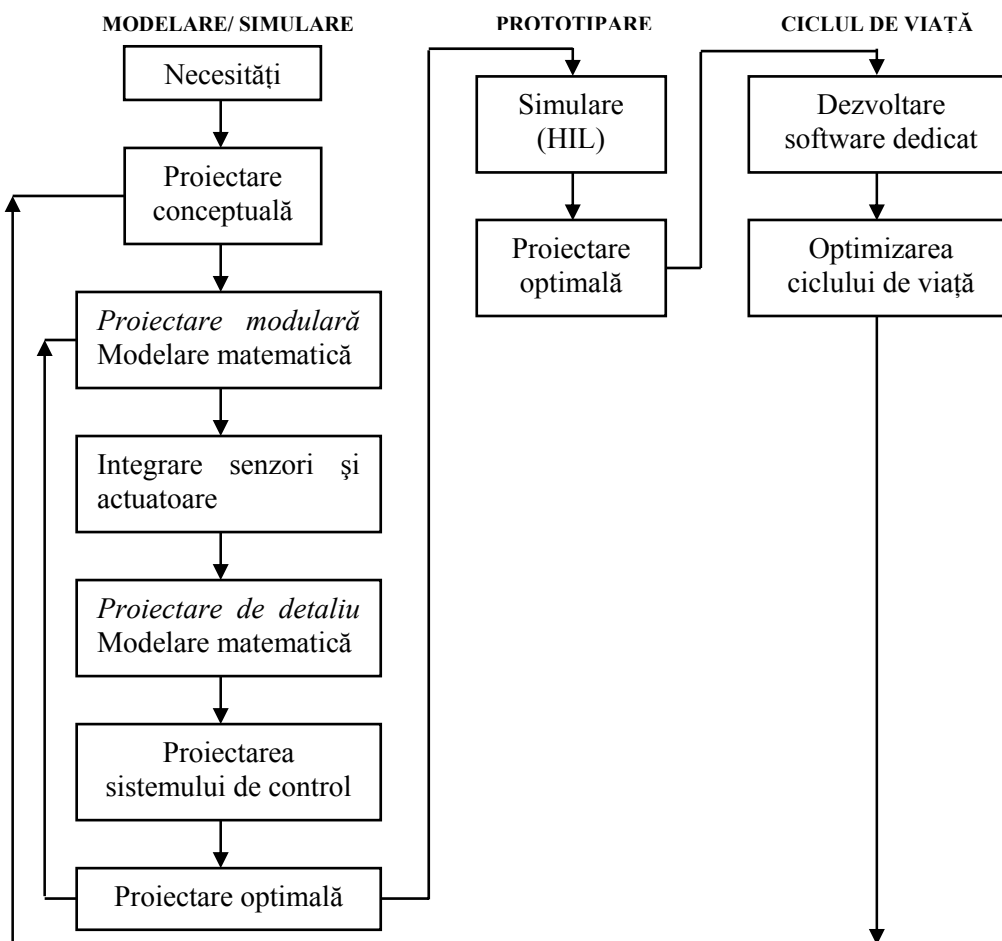 MODELARE/ SIMULARE
Necesități
Proiectare
conceptuală
Proiectare modulară
Modelare matematică
Integrare senzori şi
actuatoare
Proiectare de detaliu
Modelare matematică
Proiectarea
sistemului de control
Proiectare optimală
PROTOTIPARE
Simulare
(HIL)
Proiectare
optimală
CICLUL DE VIAȚĂ
Dezvoltare
software dedicat
Optimizarea
ciclului de viață